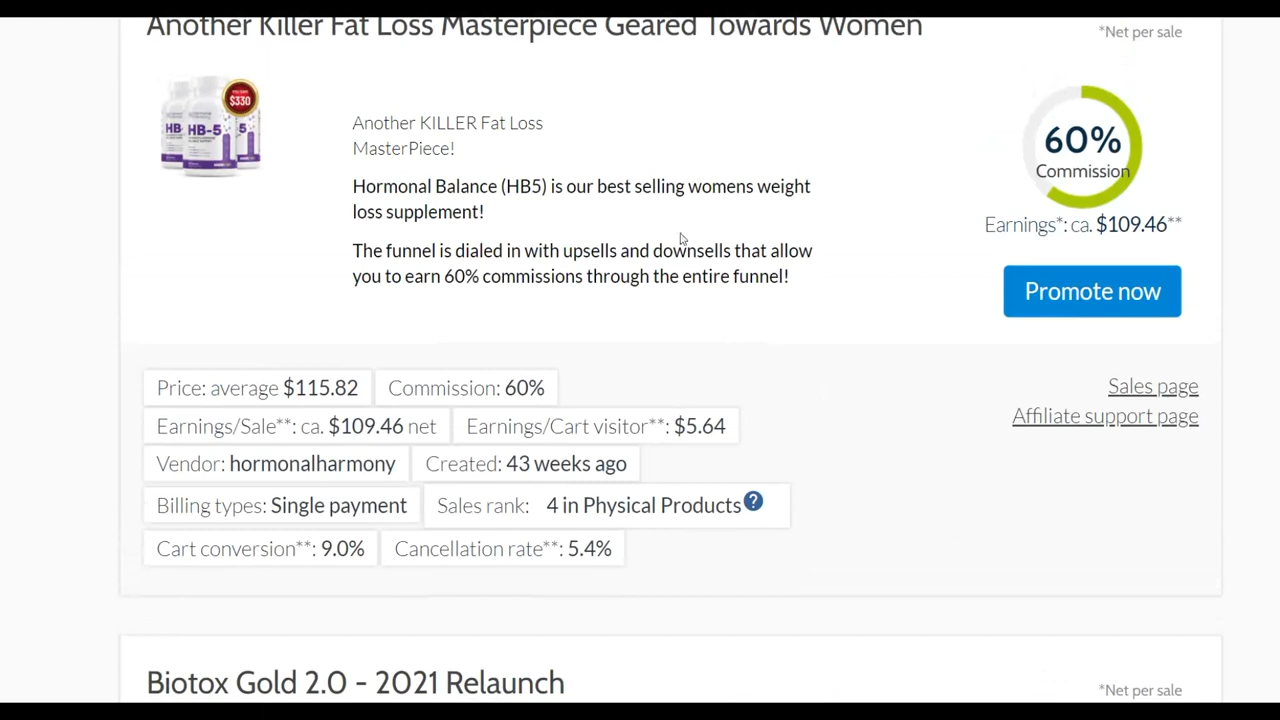 Another Killer Fat Loss Masterpiece Geared Towards Women
*Net per sale
$330
HB-5
Another KILLER Fat Loss
MasterPiece!
Hormonal Balance (HB5) is our best selling womens weight
loss supplement!
The funnel is dialed in with upsells and downsells that allow
you to earn 60% commissions through the entire funnel!
60%
Commission
Earnings*: ca. $109.46**
Promote now
Price: average $115.82
Commission: 60%
Earnings/Sale**: ca. $109.46 net
Earnings/Cart visitor**: $5.64
Vendor: hormonalharmony
Created: 43 weeks ago
Billing types: Single payment
Sales rank: 4 in Physical Products ?
Cart conversion**: 9.0%
Cancellation rate**: 5.4%
Sales page
Affiliate support page
Biotox Gold 2.0 - 2021 Relaunch
*Net per sale